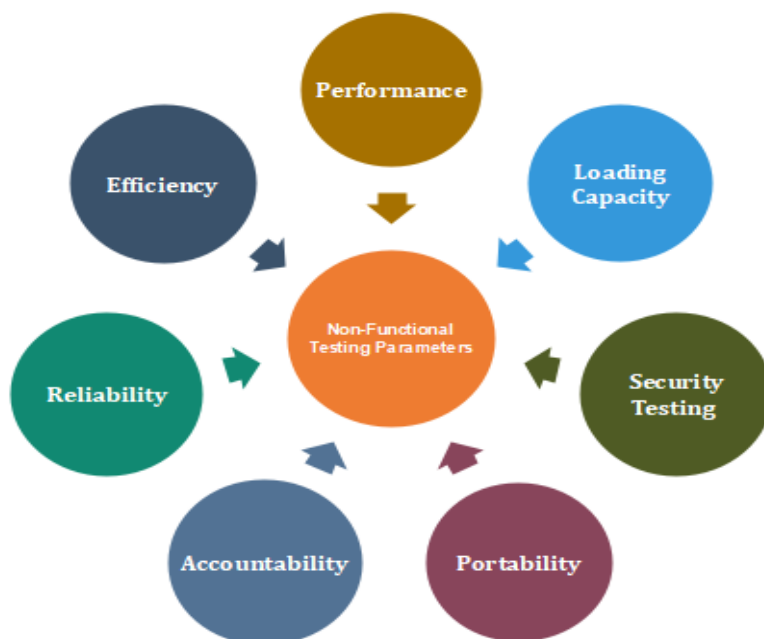 Performance
Efficiency
Loading
Capacity
Non-Functional
Testing Parameters
Reliability
Security
Testing
Accountability
Portability